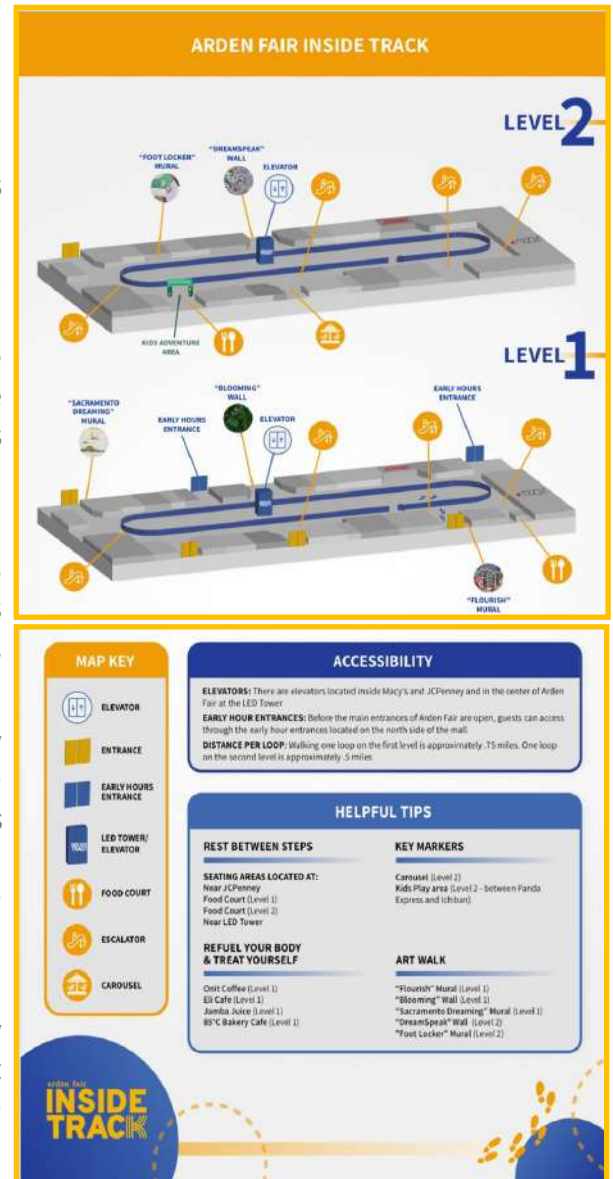 ARDEN FAIR INSIDE TRACK
LEVEL 2
"FOOT LOCKER"
MURAL
"DREAMSPEAK"
WALL
ELEVATOR
macy's
KIDS ADVENTURE
AREA
LEVEL 1
"SACRAMENTO
DREAMING"
MURAL
EARLY HOURS
ENTRANCE
"BLOOMING"
WALL
ELEVATOR
EARLY HOURS
ENTRANCE
macy's
"FLOURISH"
MURAL
MAP KEY
ELEVATOR
ENTRANCE
EARLY HOURS
ENTRANCE
LED TOWER/
ELEVATOR
FOOD COURT
ESCALATOR
CAROUSEL
ACCESSIBILITY
ELEVATORS: There are elevators located inside Macy's and JCPenney and in the center of Arden
Fair at the LED Tower
EARLY HOUR ENTRANCES: Before the main entrances of Arden Fair are open, guests can access
through the early hour entrances located on the north side of the mall
DISTANCE PER LOOP: Walking one loop on the first level is approximately .75 miles. One loop
on the second level is approximately .5 miles
HELPFUL TIPS
REST BETWEEN STEPS
SEATING AREAS LOCATED AT:
Near JCPenney
Food Court (Level 1)
Food Court (Level 2)
Near LED Tower
KEY MARKERS
Carousel (Level 2)
Kids Play area (Level 2 - between Panda
Express and Ichiban)
REFUEL YOUR BODY
& TREAT YOURSELF
Onit Coffee (Level 1)
Eli Cafe (Level 1)
Jamba Juice (Level 1)
85°C Bakery Cafe (Level 1)
ART WALK
"Flourish" Mural (Level 1)
"Blooming" Wall (Level 1)
"Sacramento Dreaming" Mural (Level 1)
"DreamSpeak" Wall (Level 2)
"Foot Locker" Mural (Level 2)
arden fair
INSIDE
TRACK